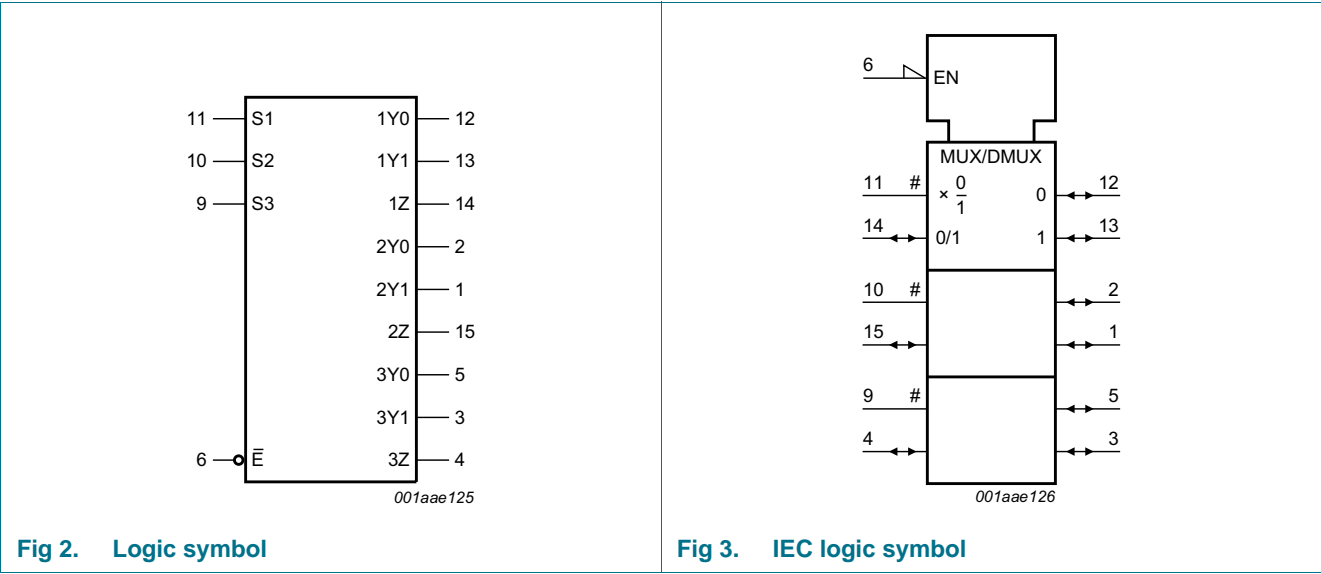 11 S1 1Y0 12
10 S2 1Y1 13
9 S3 1Z 14
2Y0 2
2Y1 1
2Z 15
3Y0 5
3Y1 3
6 E̅ 3Z 4
001aae125
Fig 2. Logic symbol
6 EN
MUX/DMUX
11 # × 0/1 0 12
14 0/1 1 13
10 # 2
15 1
9 # 5
4 3
001aae126
Fig 3. IEC logic symbol